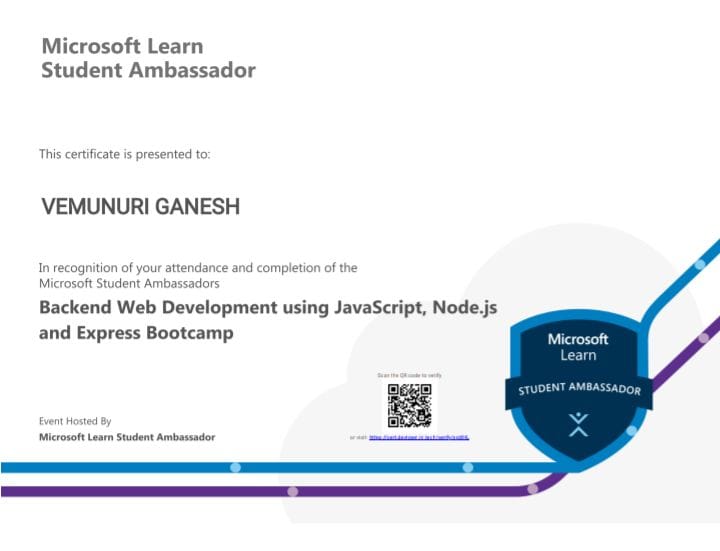 Microsoft Learn
Student Ambassador
This certificate is presented to:
VEMUNURI GANESH
In recognition of your attendance and completion of the
Microsoft Student Ambassadors
Backend Web Development using JavaScript, Node.js
and Express Bootcamp
Microsoft
Learn
STUDENT AMBASSADOR
Scan the QR code to verify
Event Hosted By
Microsoft Learn Student Ambassador
or visit: